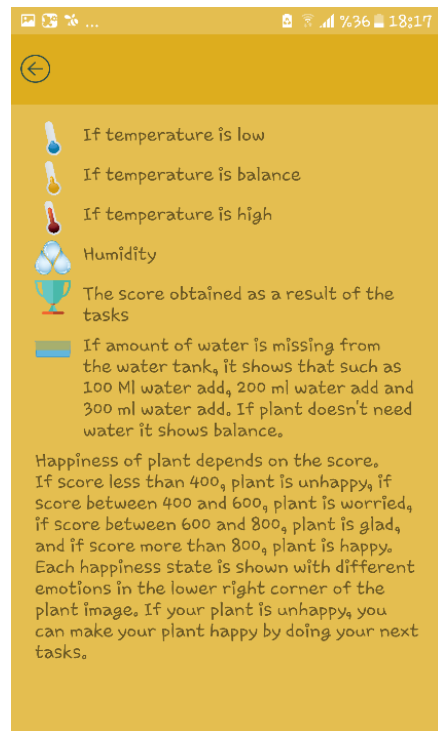 ... %36 18:17
If temperature is low
If temperature is balance
If temperature is high
Humidity
The score obtained as a result of the
tasks
If amount of water is missing from
the water tank, it shows that such as
100 Ml water add, 200 ml water add and
300 ml water add. If plant doesn't need
water it shows balance.
Happiness of plant depends on the score.
If score less than 400, plant is unhappy, if
score between 400 and 600, plant is worried,
if score between 600 and 800, plant is glad,
and if score more than 800, plant is happy.
Each happiness state is shown with different
emotions in the lower right corner of the
plant image. If your plant is unhappy, you
can make your plant happy by doing your next
tasks.